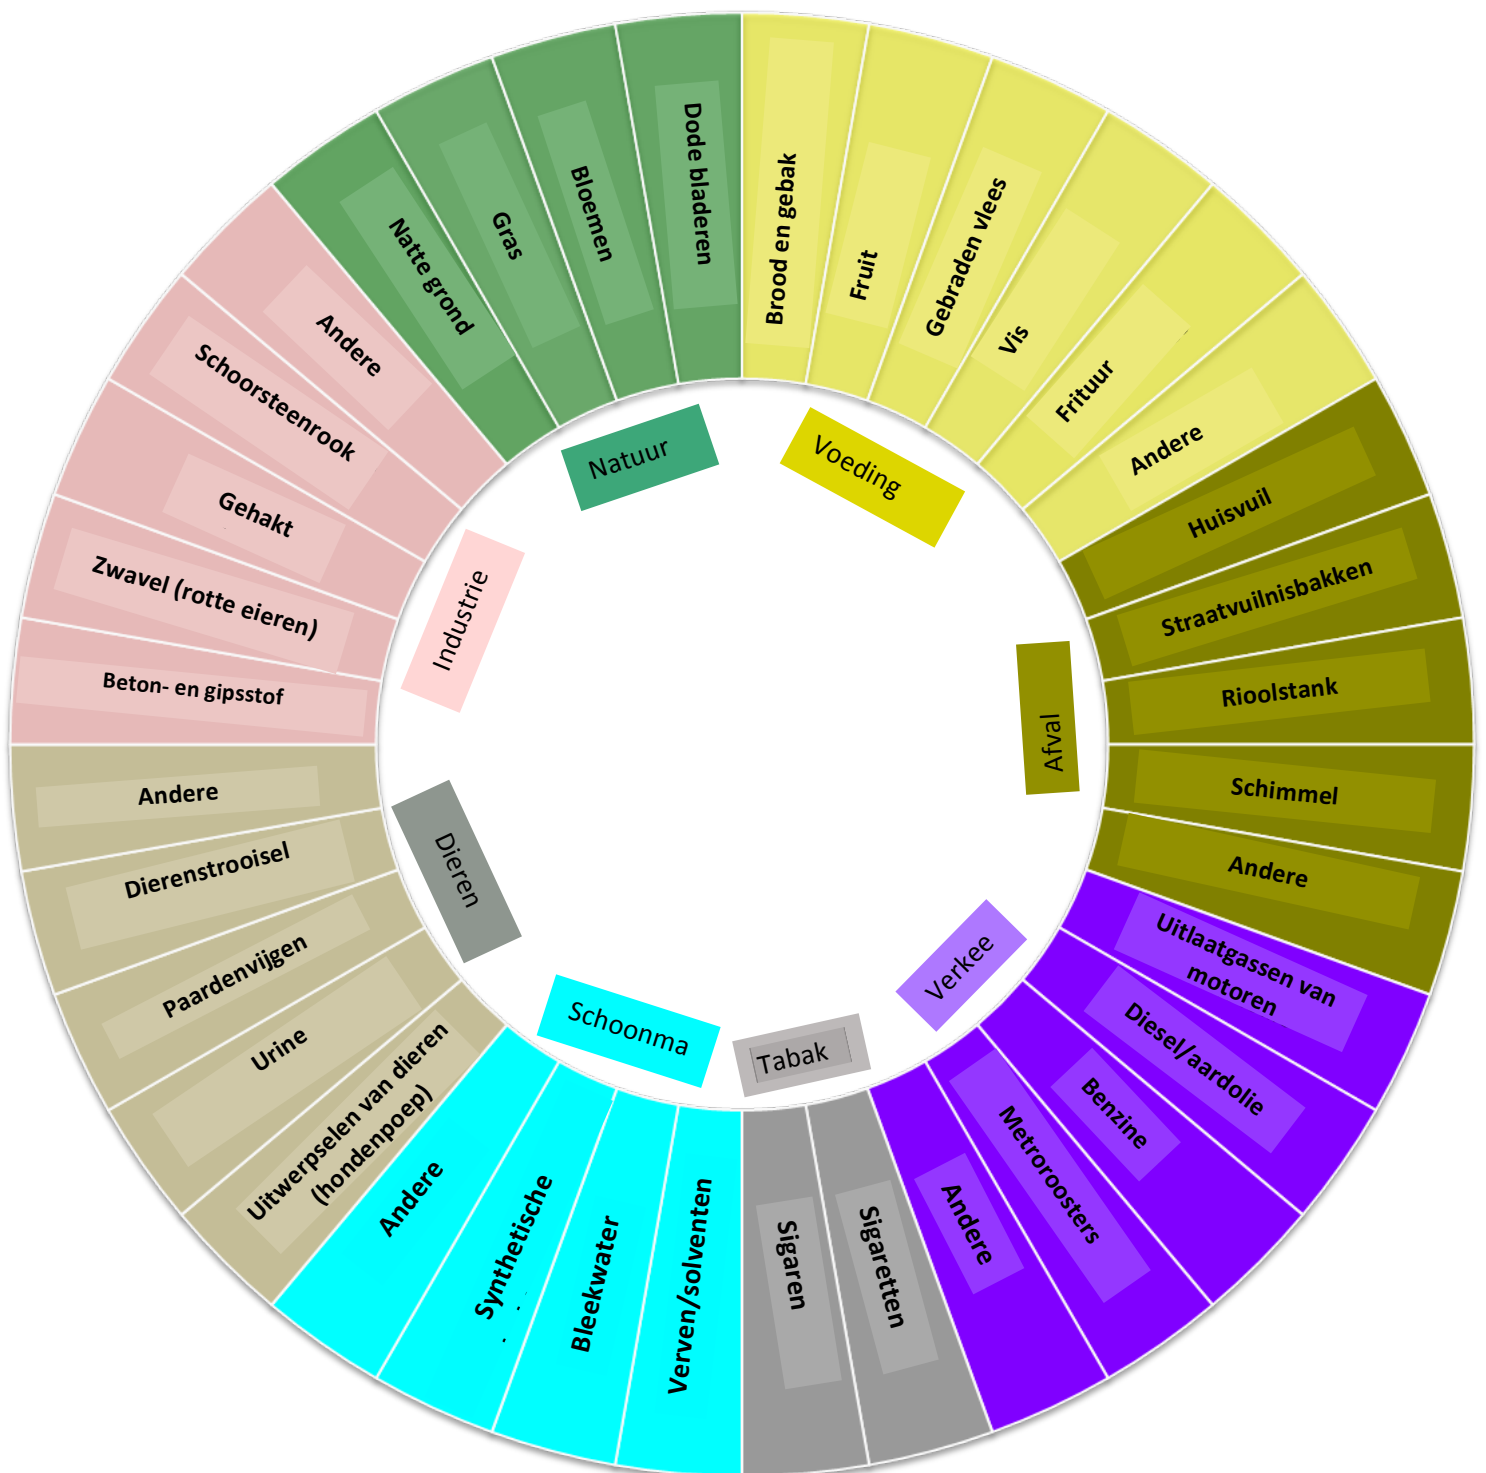 Brood en gebak
Fruit
Gebraden vlees
Vis
Frituur
Andere
Huisvuil
Straatvuilnisbakken
Rioolstank
Schimmel
Andere
Uitlaatgassen van
motoren
Diesel/aardolie
Benzine
Metroroosters
Andere
Sigaretten
Sigaren
Verven/solventen
Bleekwater
Synthetische
Andere
Uitwerpselen van dieren
(hondenpoep)
Urine
Paardenvijgen
Dierenstrooisel
Andere
Beton- en gipsstof
Zwavel (rotte eieren)
Gehakt
Schoorsteenrook
Andere
Natte grond
Gras
Bloemen
Dode bladeren
Voeding
Afval
Verkee
Tabak
Schoonma
Dieren
Industrie
Natuur